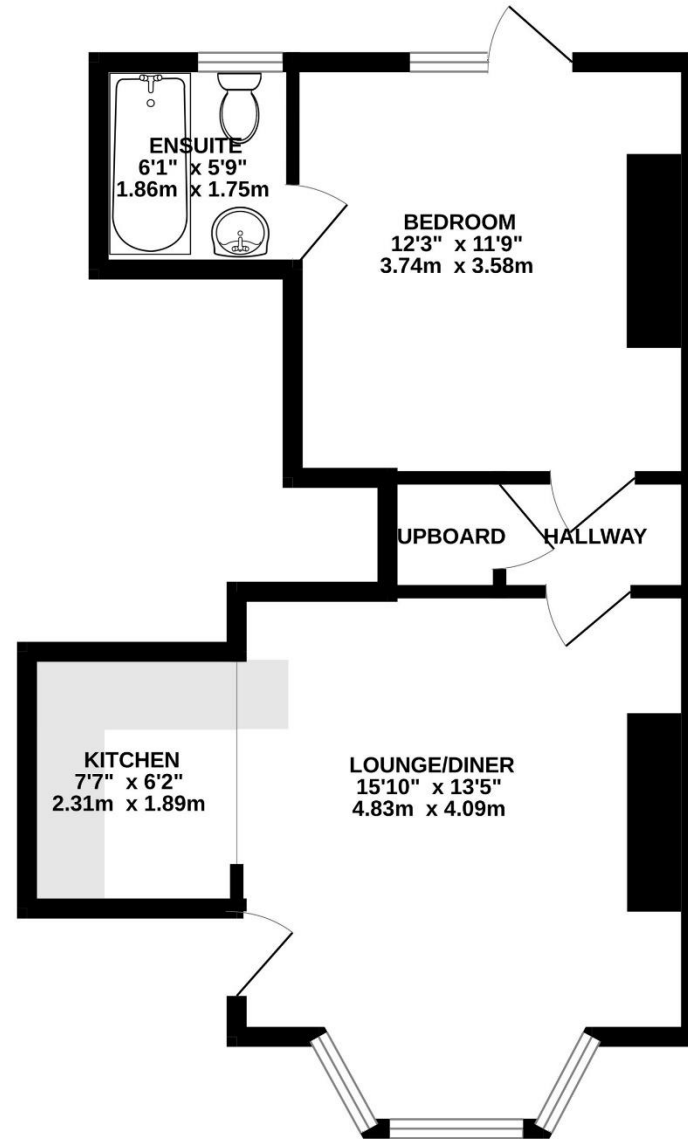 ENSUITE
6'1" x 5'9"
1.86m x 1.75m
BEDROOM
12'3" x 11'9"
3.74m x 3.58m
UPBOARD
HALLWAY
KITCHEN
7'7" x 6'2"
2.31m x 1.89m
LOUNGE/DINER
15'10" x 13'5"
4.83m x 4.09m